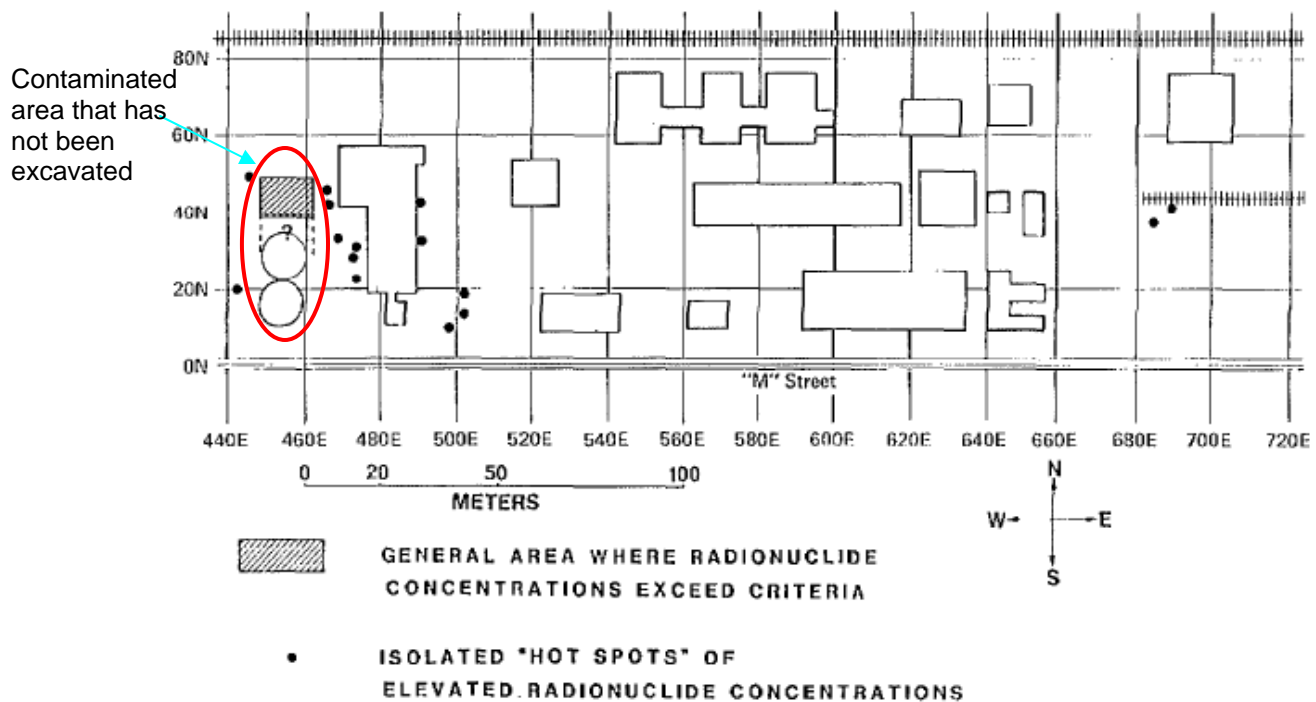 Contaminated
area that has
not been
excavated
80N
60N
40N
20N
0N
?
"M" Street
440E 460E 480E 500E 520E 540E 560E 580E 600E 620E 640E 660E 680E 700E 720E
0 20 50 100
METERS
N
W E
S
GENERAL AREA WHERE RADIONUCLIDE
CONCENTRATIONS EXCEED CRITERIA
ISOLATED "HOT SPOTS" OF
ELEVATED RADIONUCLIDE CONCENTRATIONS